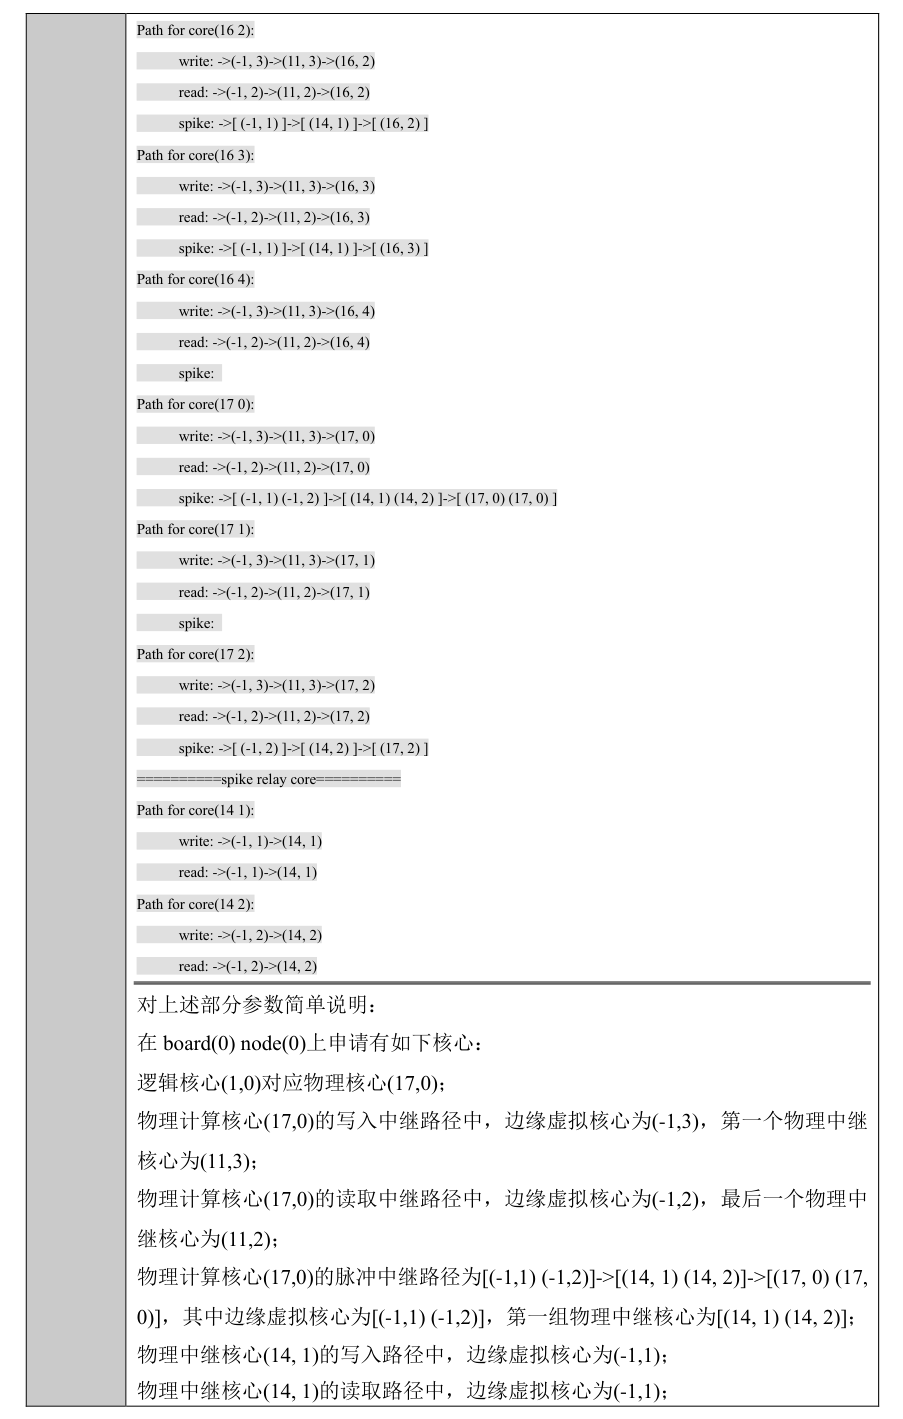 Path for core(16 2):
write: ->(-1, 3)->(11, 3)->(16, 2)
read: ->(-1, 2)->(11, 2)->(16, 2)
spike: ->[ (-1, 1) ]->[ (14, 1) ]->[ (16, 2) ]
Path for core(16 3):
write: ->(-1, 3)->(11, 3)->(16, 3)
read: ->(-1, 2)->(11, 2)->(16, 3)
spike: ->[ (-1, 1) ]->[ (14, 1) ]->[ (16, 3) ]
Path for core(16 4):
write: ->(-1, 3)->(11, 3)->(16, 4)
read: ->(-1, 2)->(11, 2)->(16, 4)
spike:
Path for core(17 0):
write: ->(-1, 3)->(11, 3)->(17, 0)
read: ->(-1, 2)->(11, 2)->(17, 0)
spike: ->[ (-1, 1) (-1, 2) ]->[ (14, 1) (14, 2) ]->[ (17, 0) (17, 0) ]
Path for core(17 1):
write: ->(-1, 3)->(11, 3)->(17, 1)
read: ->(-1, 2)->(11, 2)->(17, 1)
spike:
Path for core(17 2):
write: ->(-1, 3)->(11, 3)->(17, 2)
read: ->(-1, 2)->(11, 2)->(17, 2)
spike: ->[ (-1, 2) ]->[ (14, 2) ]->[ (17, 2) ]
==========spike relay core==========
Path for core(14 1):
write: ->(-1, 1)->(14, 1)
read: ->(-1, 1)->(14, 1)
Path for core(14 2):
write: ->(-1, 2)->(14, 2)
read: ->(-1, 2)->(14, 2)
对上述部分参数简单说明：
在 board(0) node(0)上申请有如下核心：
逻辑核心(1,0)对应物理核心(17,0)；
物理计算核心(17,0)的写入中继路径中，边缘虚拟核心为(-1,3)，第一个物理中继
核心为(11,3)；
物理计算核心(17,0)的读取中继路径中，边缘虚拟核心为(-1,2)，最后一个物理中
继核心为(11,2)；
物理计算核心(17,0)的脉冲中继路径为[(-1,1) (-1,2)]->[(14, 1) (14, 2)]->[(17, 0) (17,
0)]，其中边缘虚拟核心为[(-1,1) (-1,2)]，第一组物理中继核心为[(14, 1) (14, 2)]；
物理中继核心(14, 1)的写入路径中，边缘虚拟核心为(-1,1)；
物理中继核心(14, 1)的读取路径中，边缘虚拟核心为(-1,1)；